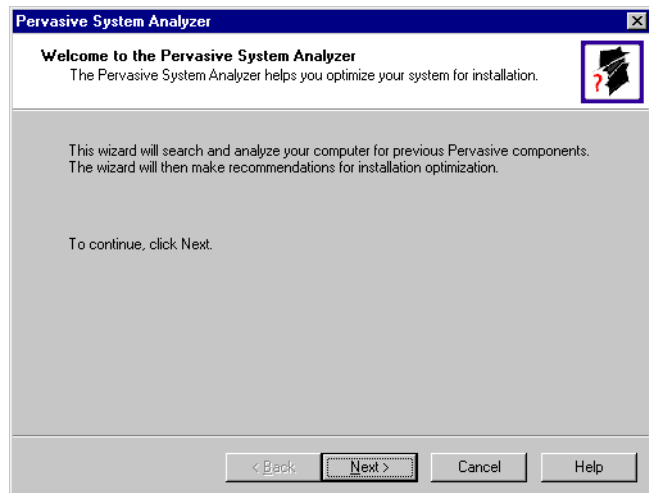 Pervasive System Analyzer
Welcome to the Pervasive System Analyzer
The Pervasive System Analyzer helps you optimize your system for installation.
?
This wizard will search and analyze your computer for previous Pervasive components.
The wizard will then make recommendations for installation optimization.
To continue, click Next.
< Back
Next >
Cancel
Help